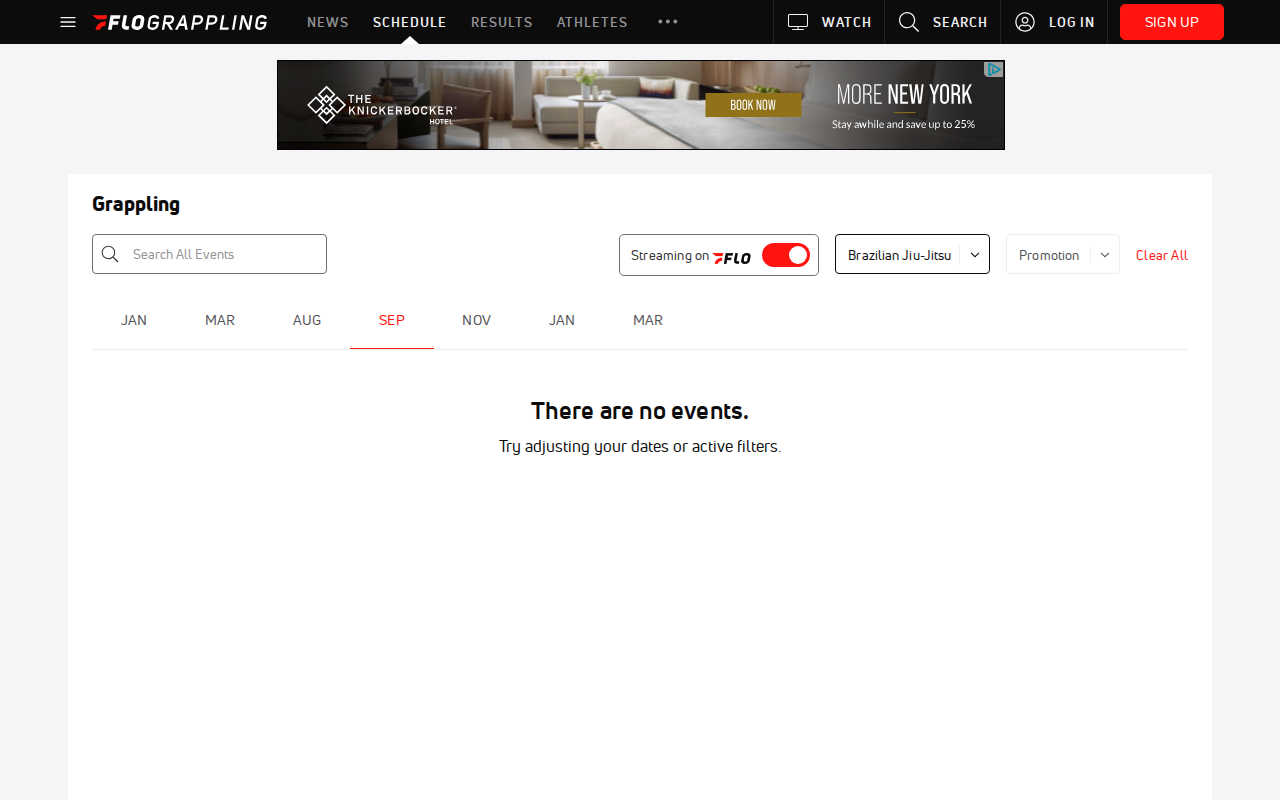 FLOGRAPPLING NEWS SCHEDULE RESULTS ATHLETES WATCH SEARCH LOG IN SIGN UP
THE KNICKERBOCKER HOTEL
BOOK NOW
MORE NEW YORK
Stay awhile and save up to 25%
Grappling
Search All Events Streaming on FLO Brazilian Jiu-Jitsu Promotion Clear All
JAN MAR AUG SEP NOV JAN MAR
There are no events.
Try adjusting your dates or active filters.